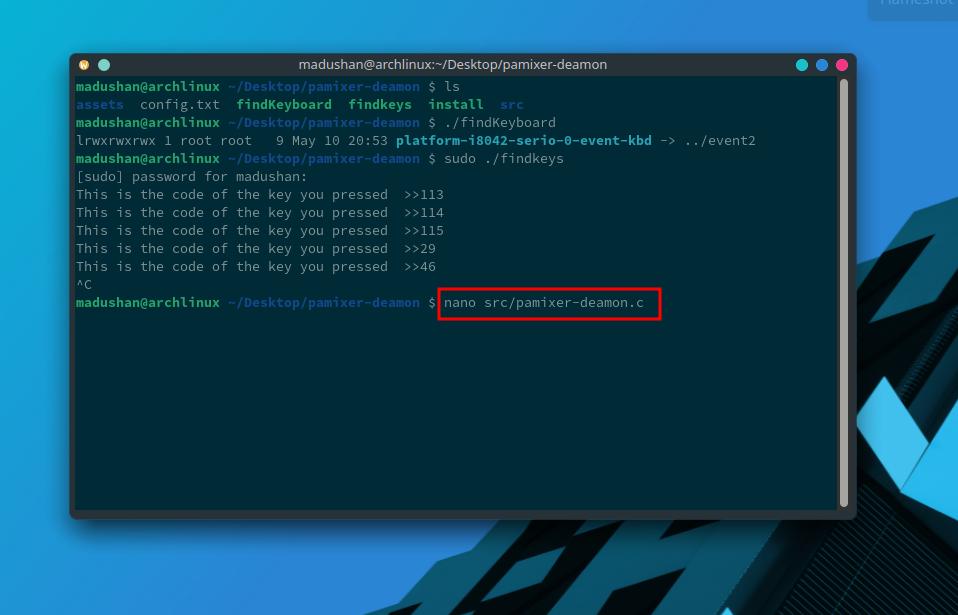 Flameshot
madushan@archlinux:~/Desktop/pamixer-deamon
madushan@archlinux ~/Desktop/pamixer-deamon $ ls
assets config.txt findKeyboard findkeys install src
madushan@archlinux ~/Desktop/pamixer-deamon $ ./findKeyboard
lrwxrwxrwx 1 root root 9 May 10 20:53 platform-i8042-serio-0-event-kbd -> ../event2
madushan@archlinux ~/Desktop/pamixer-deamon $ sudo ./findkeys
[sudo] password for madushan:
This is the code of the key you pressed >>113
This is the code of the key you pressed >>114
This is the code of the key you pressed >>115
This is the code of the key you pressed >>29
This is the code of the key you pressed >>46
^C
madushan@archlinux ~/Desktop/pamixer-deamon $ nano src/pamixer-deamon.c